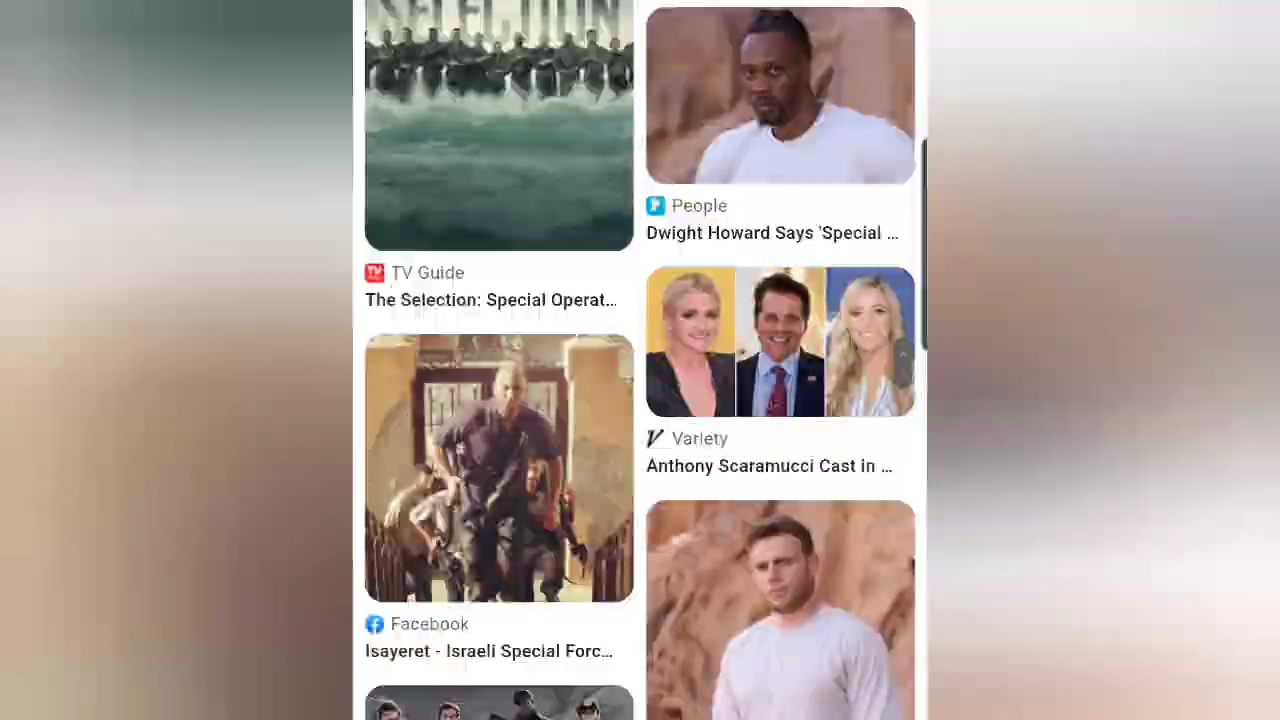 SELECTION
TV Guide
The Selection: Special Operat...
Facebook
Isayeret - Israeli Special Forc...
People
Dwight Howard Says 'Special ...
Variety
Anthony Scaramucci Cast in ...